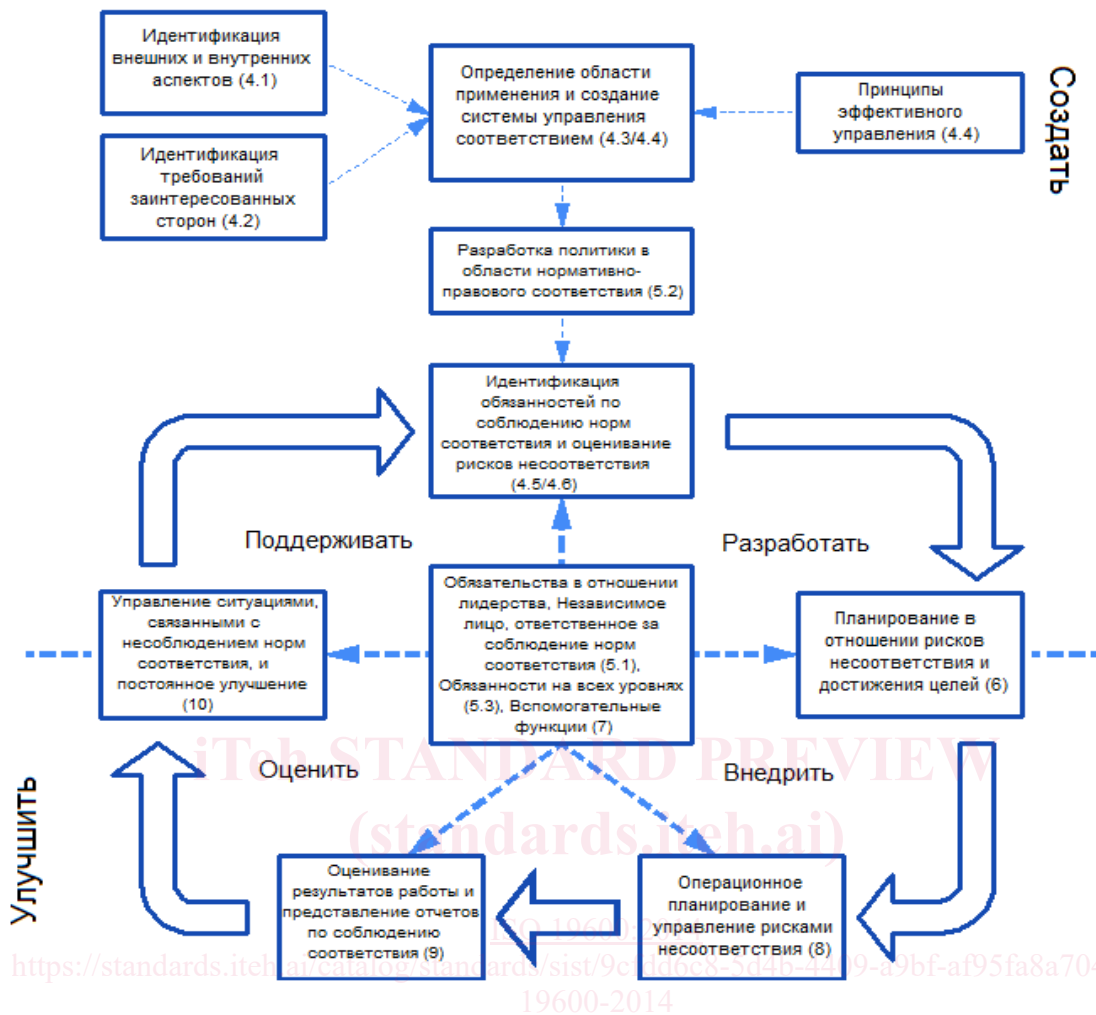 Идентификация
внешних и внутренних
аспектов (4.1)
Определение области
применения и создание
системы управления
соответствием (4.3/4.4)
Принципы
эффективного
управления (4.4)
Создать
Идентификация
требований
заинтересованных
сторон (4.2)
Разработка политики в
области нормативно-
правового соответствия (5.2)
Идентификация
обязанностей по
соблюдению норм
соответствия и оценивание
рисков несоответствия
(4.5/4.6)
Поддерживать
Разработать
Управление ситуациями,
связанными с
несоблюдением норм
соответствия, и
постоянное улучшение
(10)
Обязательства в отношении
лидерства, Независимое
лицо, ответственное за
соблюдение норм
соответствия (5.1),
Обязанности на всех уровнях
(5.3), Вспомогательные
функции (7)
Планирование в
отношении рисков
несоответствия и
достижения целей (6)
iTeh STANDARD PREVIEW
(standards.iteh.ai)
Оценить
Внедрить
Улучшить
Оценивание
результатов работы и
представление отчетов
по соблюдению
соответствия (9)
Операционное
планирование и
управление рисками
несоответствия (8)
ISO 19600:2014
19600-2014